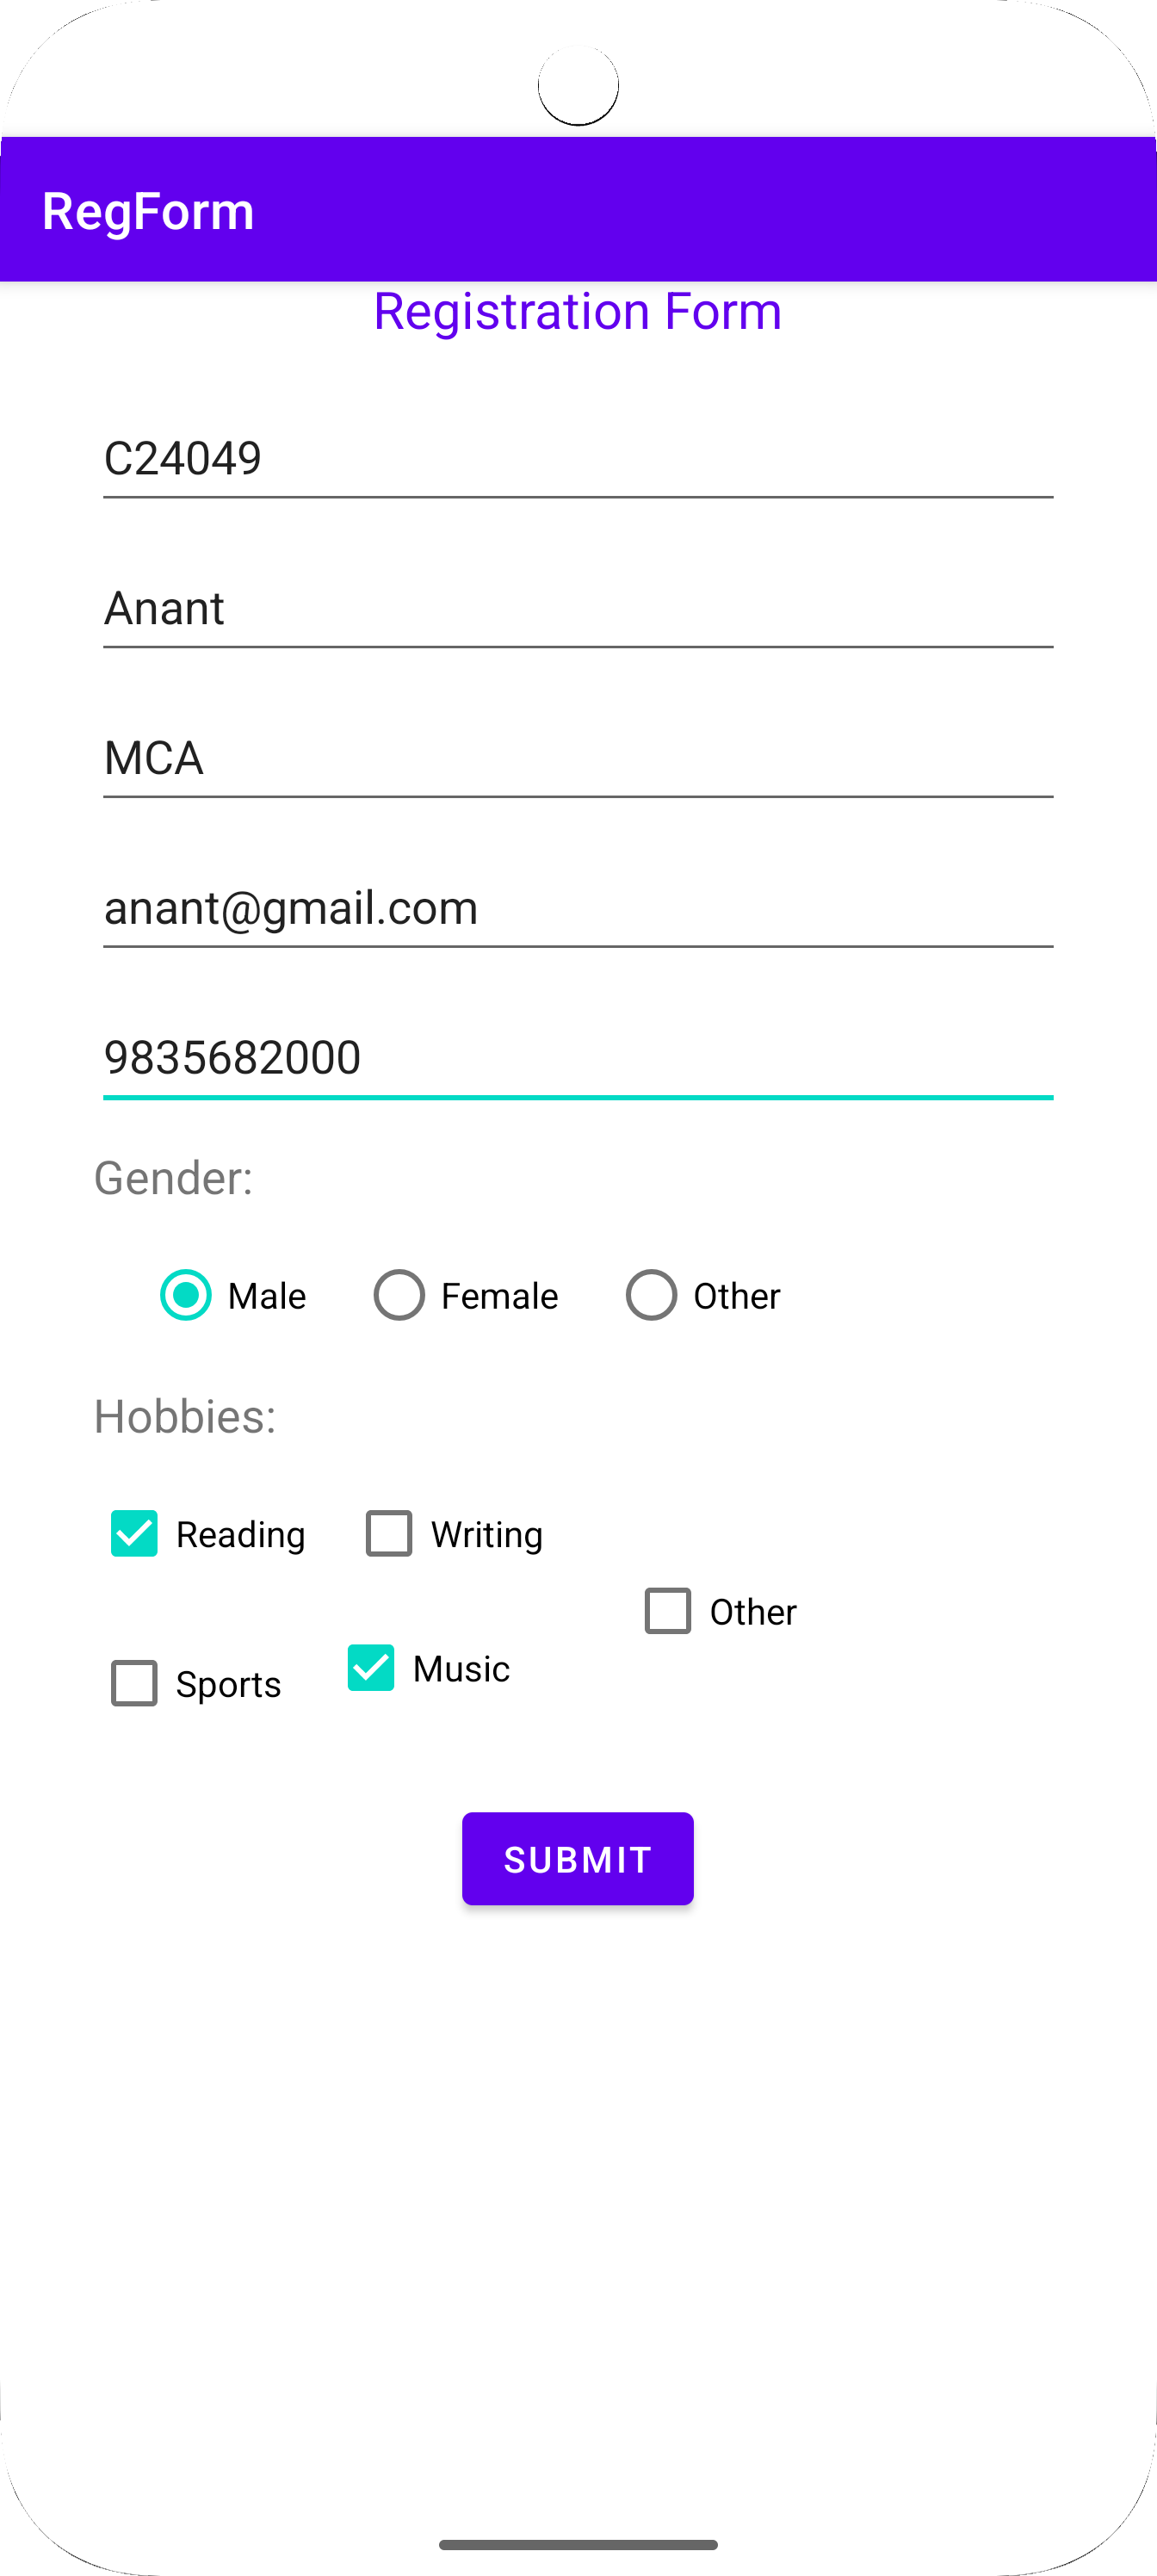 RegForm
Registration Form
C24049
Anant
MCA
anant@gmail.com
9835682000
Gender:
Male Female Other
Hobbies:
Reading Writing
Other
Sports Music
SUBMIT